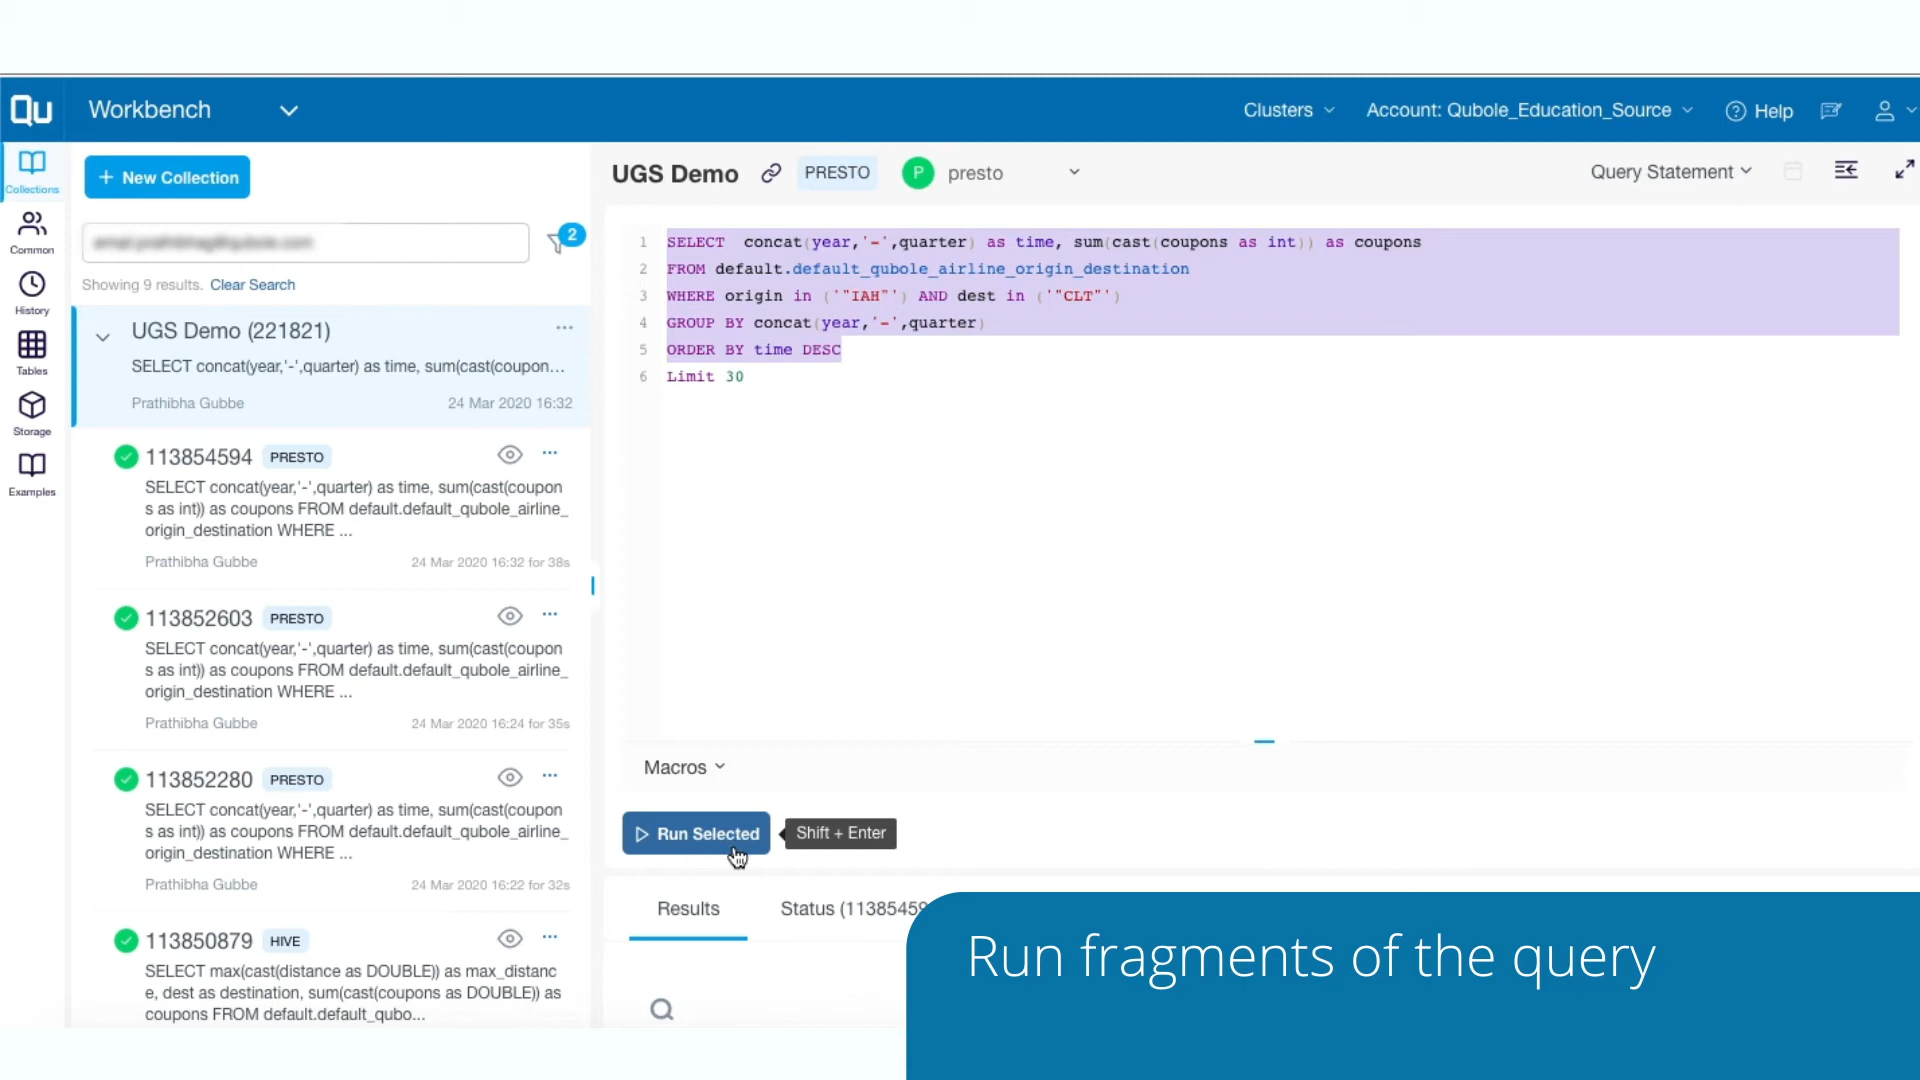 Qu
Workbench
Clusters
Account: Qubole_Education_Source
Help
Collections
Common
History
Tables
Storage
Examples
+ New Collection
2
Showing 9 results. Clear Search
UGS Demo (221821)
SELECT concat(year,'-',quarter) as time, sum(cast(coupon...
Prathibha Gubbe
24 Mar 2020 16:32
113854594 PRESTO
SELECT concat(year,'-',quarter) as time, sum(cast(coupon
s as int)) as coupons FROM default.default_qubole_airline_
origin_destination WHERE ...
Prathibha Gubbe
24 Mar 2020 16:32 for 38s
113852603 PRESTO
SELECT concat(year,'-',quarter) as time, sum(cast(coupon
s as int)) as coupons FROM default.default_qubole_airline_
origin_destination WHERE ...
Prathibha Gubbe
24 Mar 2020 16:24 for 35s
113852280 PRESTO
SELECT concat(year,'-',quarter) as time, sum(cast(coupon
s as int)) as coupons FROM default.default_qubole_airline_
origin_destination WHERE ...
Prathibha Gubbe
24 Mar 2020 16:22 for 32s
113850879 HIVE
SELECT max(cast(distance as DOUBLE)) as max_distanc
e, dest as destination, sum(cast(coupons as DOUBLE)) as
coupons FROM default.default_qubo...
UGS Demo
PRESTO
P presto
Query Statement
1 SELECT concat(year,'-',quarter) as time, sum(cast(coupons as int)) as coupons
2 FROM default.default_qubole_airline_origin_destination
3 WHERE origin in ('"IAH"') AND dest in ('"CLT"')
4 GROUP BY concat(year,'-',quarter)
5 ORDER BY time DESC
6 Limit 30
Macros
Run Selected
Shift + Enter
Results
Status (11385459
Run fragments of the query